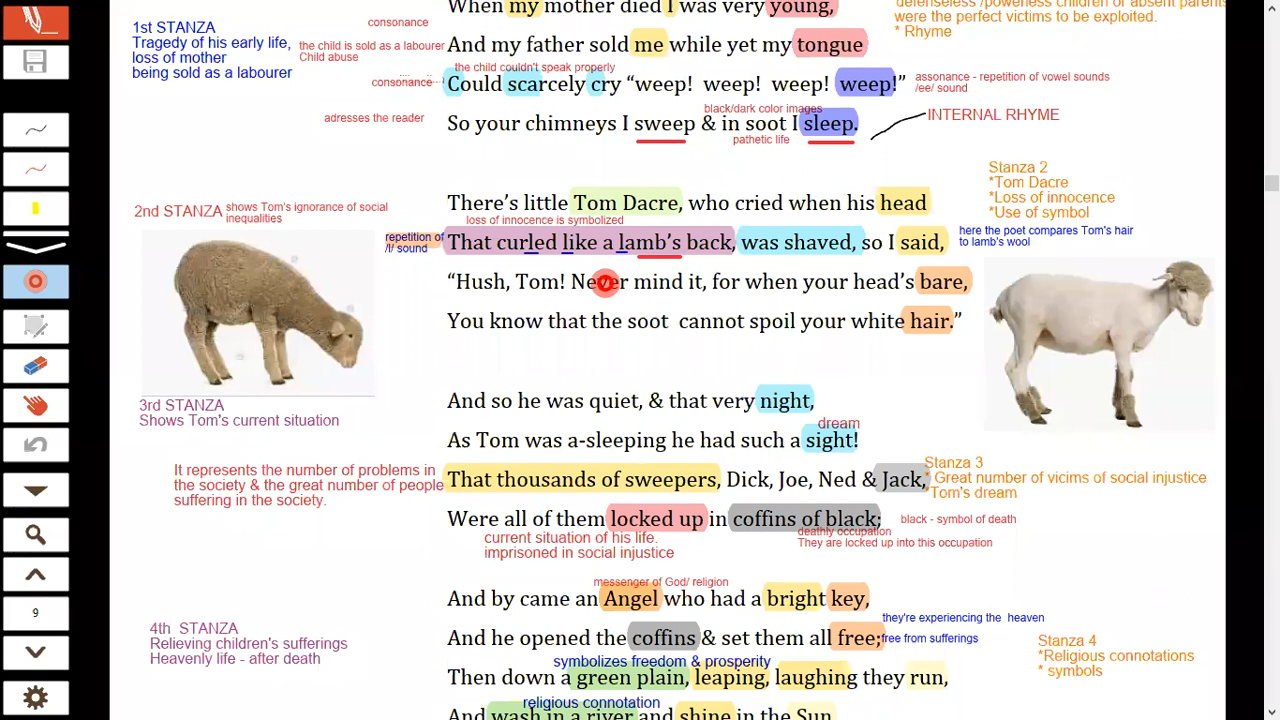 defenseless /poweless children of absent parents
When my mother died I was very young,
were the perfect victims to be exploited.
* Rhyme
1st STANZA
Tragedy of his early life,
loss of mother
being sold as a labourer
consonance
the child is sold as a labourer
Child abuse
And my father sold me while yet my tongue
the child couldn't speak properly
consonance
Could scarcely cry “weep! weep! weep! weep!”
assonance - repetition of vowel sounds
/ee/ sound
black/dark color images
adresses the reader
So your chimneys I sweep & in soot I sleep.
pathetic life
INTERNAL RHYME
Stanza 2
*Tom Dacre
*Loss of innocence
*Use of symbol
2nd STANZA
shows Tom's ignorance of social
inequalities
There’s little Tom Dacre, who cried when his head
loss of innocence is symbolized
repetition of
/l/ sound
That curled like a lamb’s back, was shaved, so I said,
here the poet compares Tom's hair
to lamb's wool
“Hush, Tom! Never mind it, for when your head’s bare,
You know that the soot cannot spoil your white hair.”
3rd STANZA
Shows Tom's current situation
And so he was quiet, & that very night,
dream
As Tom was a-sleeping he had such a sight!
It represents the number of problems in
the society & the great number of people
suffering in the society.
That thousands of sweepers, Dick, Joe, Ned & Jack,
Stanza 3
* Great number of vicims of social injustice
*Tom's dream
Were all of them locked up in coffins of black;
black - symbol of death
current situation of his life.
imprisoned in social injustice
deathly occupation
They are locked up into this occupation
messenger of God/ religion
And by came an Angel who had a bright key,
they're experiencing the heaven
4th STANZA
Relieving children's sufferings
Heavenly life - after death
And he opened the coffins & set them all free;
free from sufferings
Stanza 4
*Religious connotations
* symbols
symbolizes freedom & prosperity
Then down a green plain, leaping, laughing they run,
religious connotation
And wash in a river and shine in the Sun
9